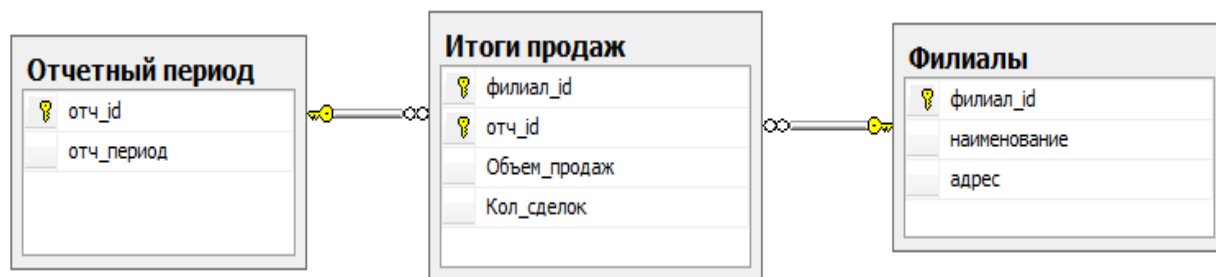 Отчетный период
отч_id
отч_период
Итоги продаж
филиал_id
отч_id
Объем_продаж
Кол_сделок
Филиалы
филиал_id
наименование
адрес